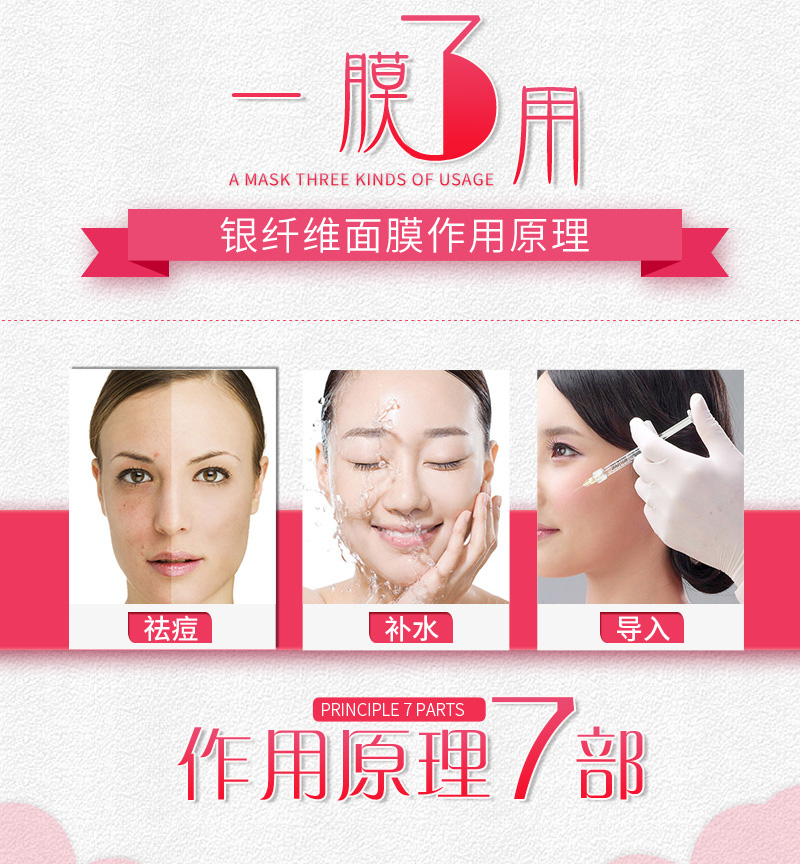 一膜3用
A MASK THREE KINDS OF USAGE
银纤维面膜作用原理
祛痘
补水
导入
PRINCIPLE 7 PARTS
作用原理7部